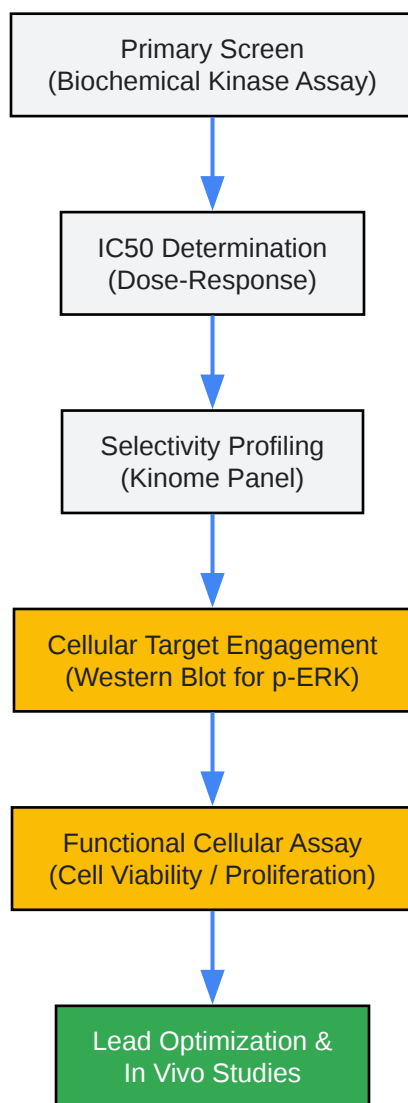 Primary Screen
(Biochemical Kinase Assay)
IC50 Determination
(Dose-Response)
Selectivity Profiling
(Kinome Panel)
Cellular Target Engagement
(Western Blot for p-ERK)
Functional Cellular Assay
(Cell Viability / Proliferation)
Lead Optimization &
In Vivo Studies